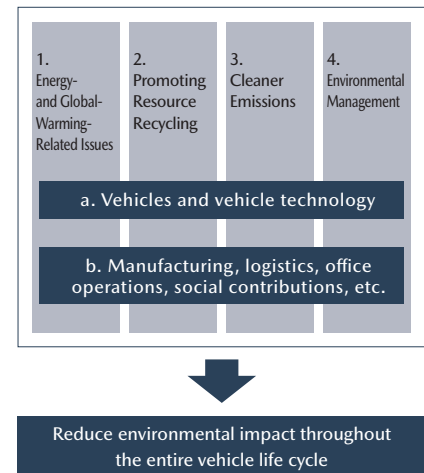 1.
Energy-
and Global-
Warming-
Related Issues
2.
Promoting
Resource
Recycling
3.
Cleaner
Emissions
4.
Environmental
Management
a. Vehicles and vehicle technology
b. Manufacturing, logistics, office
operations, social contributions, etc.
Reduce environmental impact throughout
the entire vehicle life cycle